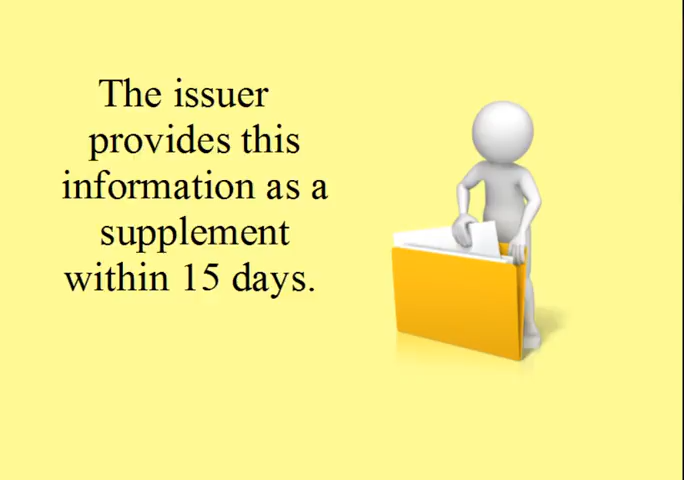 The issuer
provides this
information as a
supplement
within 15 days.